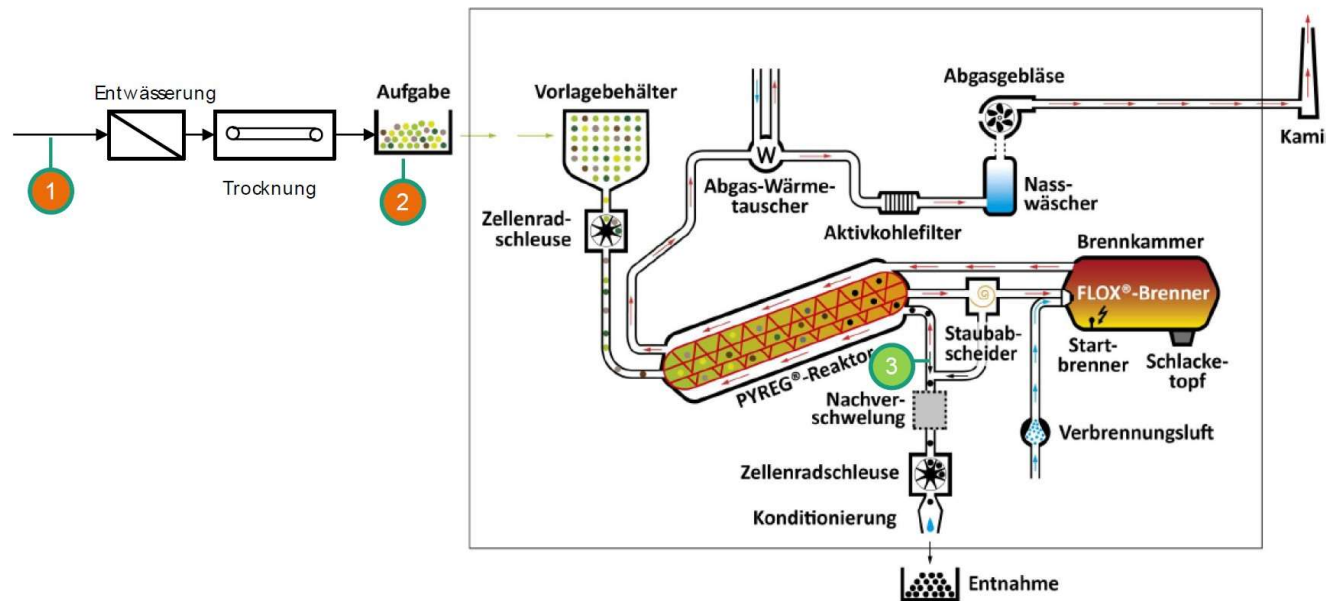 Entwässerung
1
Trocknung
Aufgabe
2
Vorlagebehälter
Zellenrad-
schleuse
W
Abgas-Wärme-
tauscher
Aktivkohlefilter
Abgasgebläse
Nass-
wäscher
Kami
Brennkammer
FLOX®-Brenner
Start-
brenner
Schlacke-
topf
Staubab-
scheider
PYREG®-Reaktor
3
Nachver-
schwelung
Verbrennungsluft
Zellenradschleuse
Konditionierung
Entnahme